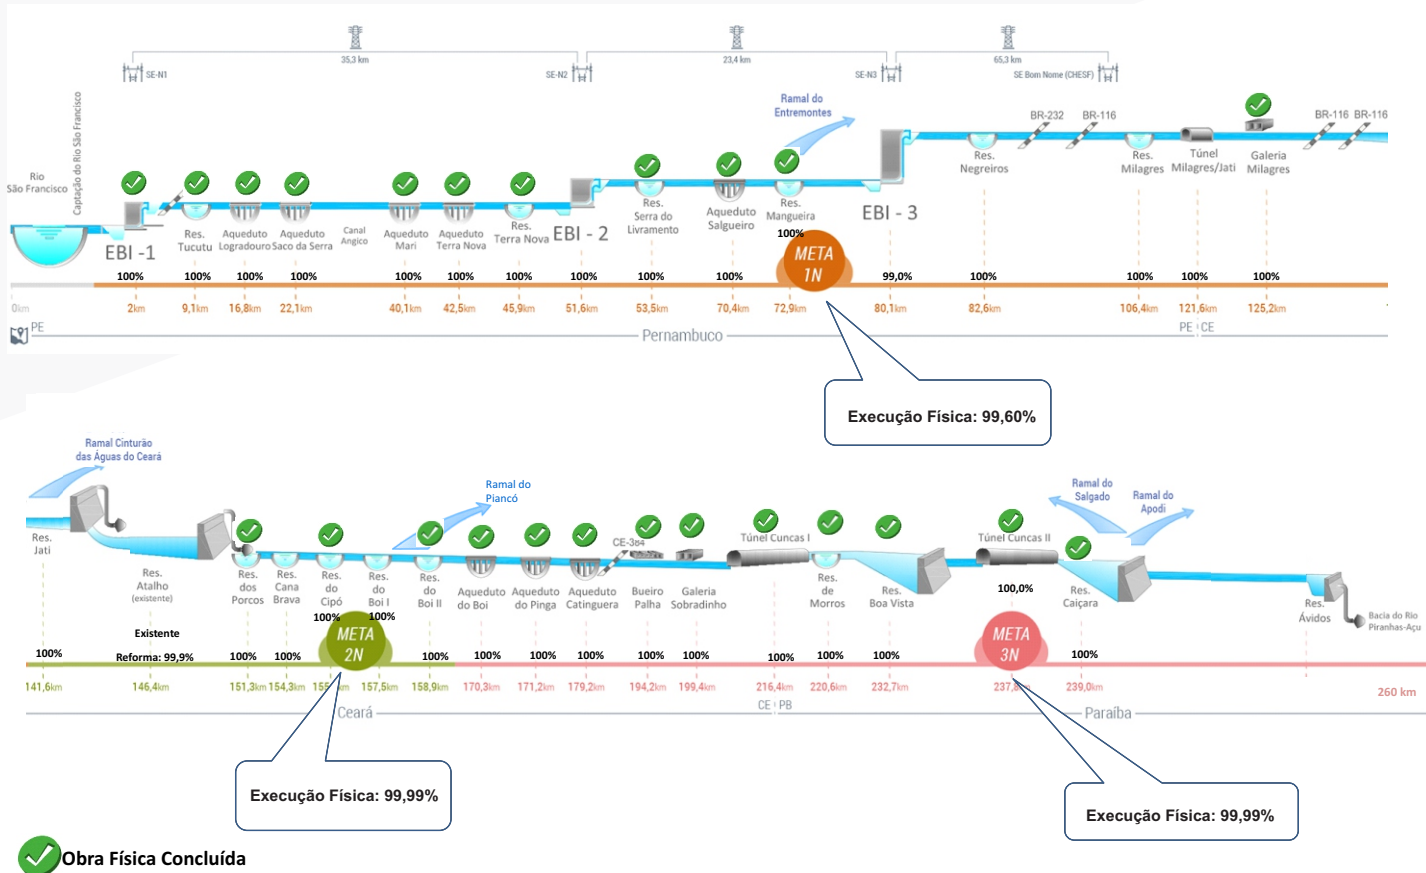 35,3 km
23,4 km
65,3 km
SE-N1
SE-N2
SE-N3
SE Bom Nome (CHESF)
Captação do Rio São Francisco
Rio
São Francisco
Ramal do
Entremontes
BR-232
BR-116
BR-116
BR-116
EBI -1
Res.
Tucutu
Aqueduto
Logradouro
Aqueduto
Saco da Serra
Canal
Angico
Aqueduto
Mari
Aqueduto
Terra Nova
Res.
Terra Nova
EBI - 2
Res.
Serra do
Livramento
Aqueduto
Salgueiro
Res.
Mangueira
EBI - 3
Res.
Negreiros
Res.
Milagres
Túnel
Milagres/Jati
Galeria
Milagres
100%
META
1N
100% 100% 100% 100% 100% 100% 100% 100% 100% 100% 99,0% 100% 100% 100% 100%
0km 2km 9,1km 16,8km 22,1km 40,1km 42,5km 45,9km 51,6km 53,5km 70,4km 72,9km 80,1km 82,6km 106,4km 121,6km 125,2km
PE
Pernambuco
PE CE
Execução Física: 99,60%
Ramal Cinturão
das Águas do Ceará
Ramal do
Piancó
Ramal do
Salgado
Ramal do
Apodi
CE-384
Túnel Cuncas I
Túnel Cuncas II
Res.
Jati
Res.
Atalho
(existente)
Res.
dos
Porcos
Res.
Cana
Brava
Res.
do
Cipó
Res.
do
Boi I
Res.
do
Boi II
Aqueduto
do Boi
Aqueduto
do Pinga
Aqueduto
Catinguera
Bueiro
Palha
Galeria
Sobradinho
Res.
de
Morros
Res.
Boa Vista
Res.
Caiçara
Res.
Ávidos
Bacia do Rio
Piranhas-Açu
100,0%
100%
100%
META
2N
META
3N
Existente
Reforma: 99,9%
100% 100% 100% 100% 100% 100% 100% 100% 100% 100% 100% 100% 100%
141,6km 146,4km 151,3km 154,3km 155 157,5km 158,9km 170,3km 171,2km 179,2km 194,2km 199,4km 216,4km 220,6km 232,7km 237,8km 239,0km 260 km
Ceará
CE PB
Paraíba
Execução Física: 99,99%
Execução Física: 99,99%
Obra Física Concluída